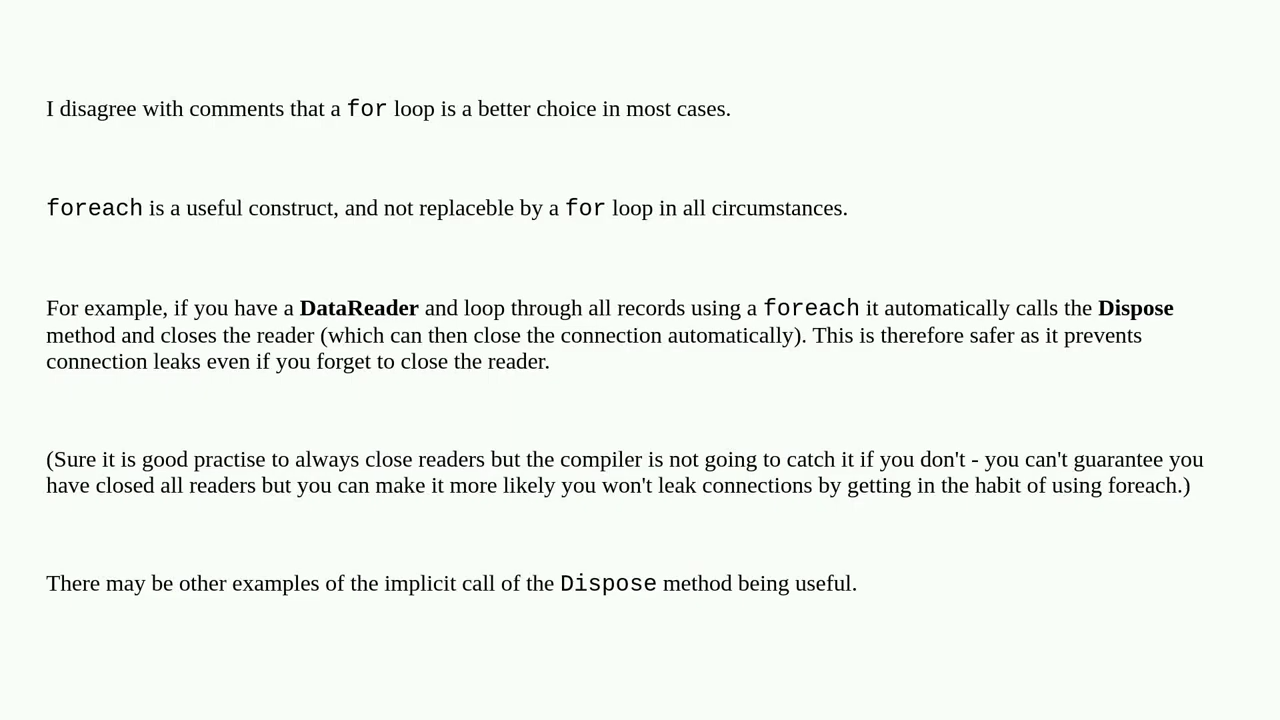 I disagree with comments that a for loop is a better choice in most cases.
foreach is a useful construct, and not replaceble by a for loop in all circumstances.
For example, if you have a DataReader and loop through all records using a foreach it automatically calls the Dispose
method and closes the reader (which can then close the connection automatically). This is therefore safer as it prevents
connection leaks even if you forget to close the reader.
(Sure it is good practise to always close readers but the compiler is not going to catch it if you don't - you can't guarantee you
have closed all readers but you can make it more likely you won't leak connections by getting in the habit of using foreach.)
There may be other examples of the implicit call of the Dispose method being useful.